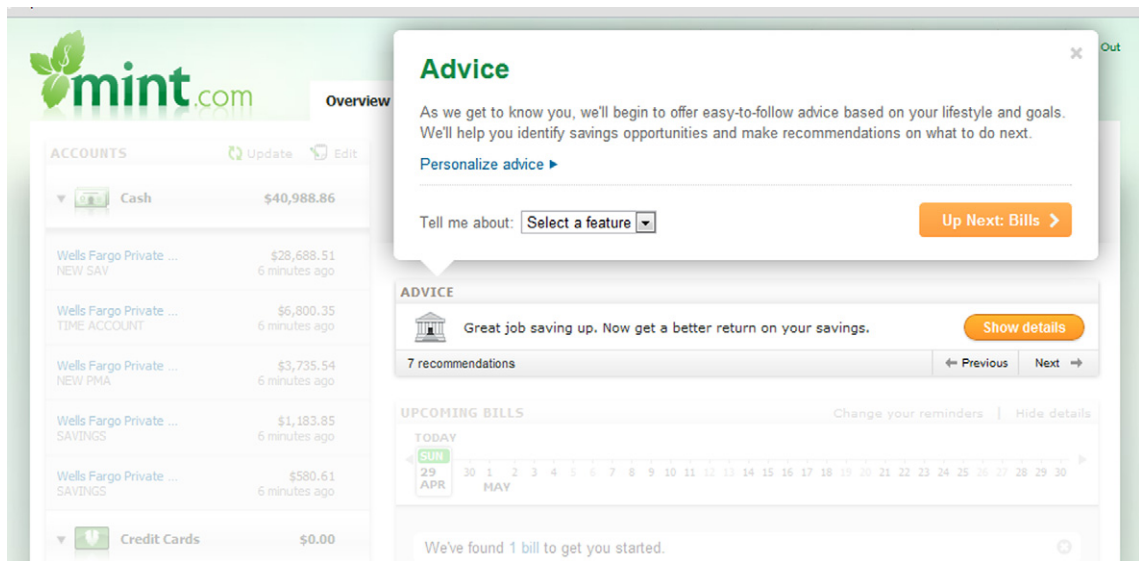 mint.com
Overview
Out
Advice
As we get to know you, we'll begin to offer easy-to-follow advice based on your lifestyle and goals.
We'll help you identify savings opportunities and make recommendations on what to do next.
Personalize advice
Tell me about: Select a feature
Up Next: Bills
ACCOUNTS Update Edit
Cash $40,988.86
Wells Fargo Private ... $28,688.51
NEW SAV 6 minutes ago
Wells Fargo Private ... $6,800.35
TIME ACCOUNT 6 minutes ago
Wells Fargo Private ... $3,735.54
NEW PMA 6 minutes ago
Wells Fargo Private ... $1,183.85
SAVINGS 6 minutes ago
Wells Fargo Private ... $580.61
SAVINGS 6 minutes ago
Credit Cards $0.00
ADVICE
Great job saving up. Now get a better return on your savings. Show details
7 recommendations Previous Next
UPCOMING BILLS Change your reminders | Hide details
TODAY
SUN
29 30 1 2 3 4 5 6 7 8 9 10 11 12 13 14 15 16 17 18 19 20 21 22 23 24 25 26 27 28 29 30
APR MAY
We've found 1 bill to get you started.